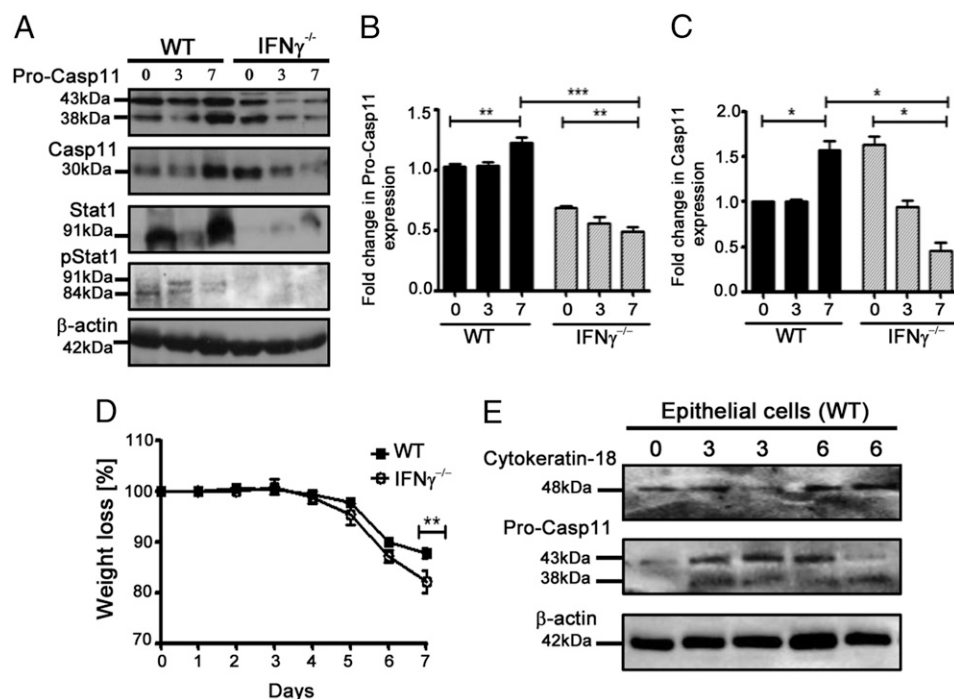 A
WT IFNγ−/−
Pro-Casp11 0 3 7 0 3 7
43kDa
38kDa
Casp11
30kDa
Stat1
91kDa
pStat1
91kDa
84kDa
β-actin
42kDa
B
Fold change in Pro-Casp11
expression
***
** **
1.5
1.0
0.5
0.0
0 3 7 0 3 7
WT IFNγ−/−
C
Fold change in Casp11
expression
*
* *
2.0
1.5
1.0
0.5
0.0
0 3 7 0 3 7
WT IFNγ−/−
D
Weight loss [%]
110
100
90
80
70
WT
IFNγ−/−
**
0 1 2 3 4 5 6 7
Days
E
Epithelial cells (WT)
0 3 3 6 6
Cytokeratin-18
48kDa
Pro-Casp11
43kDa
38kDa
β-actin
42kDa